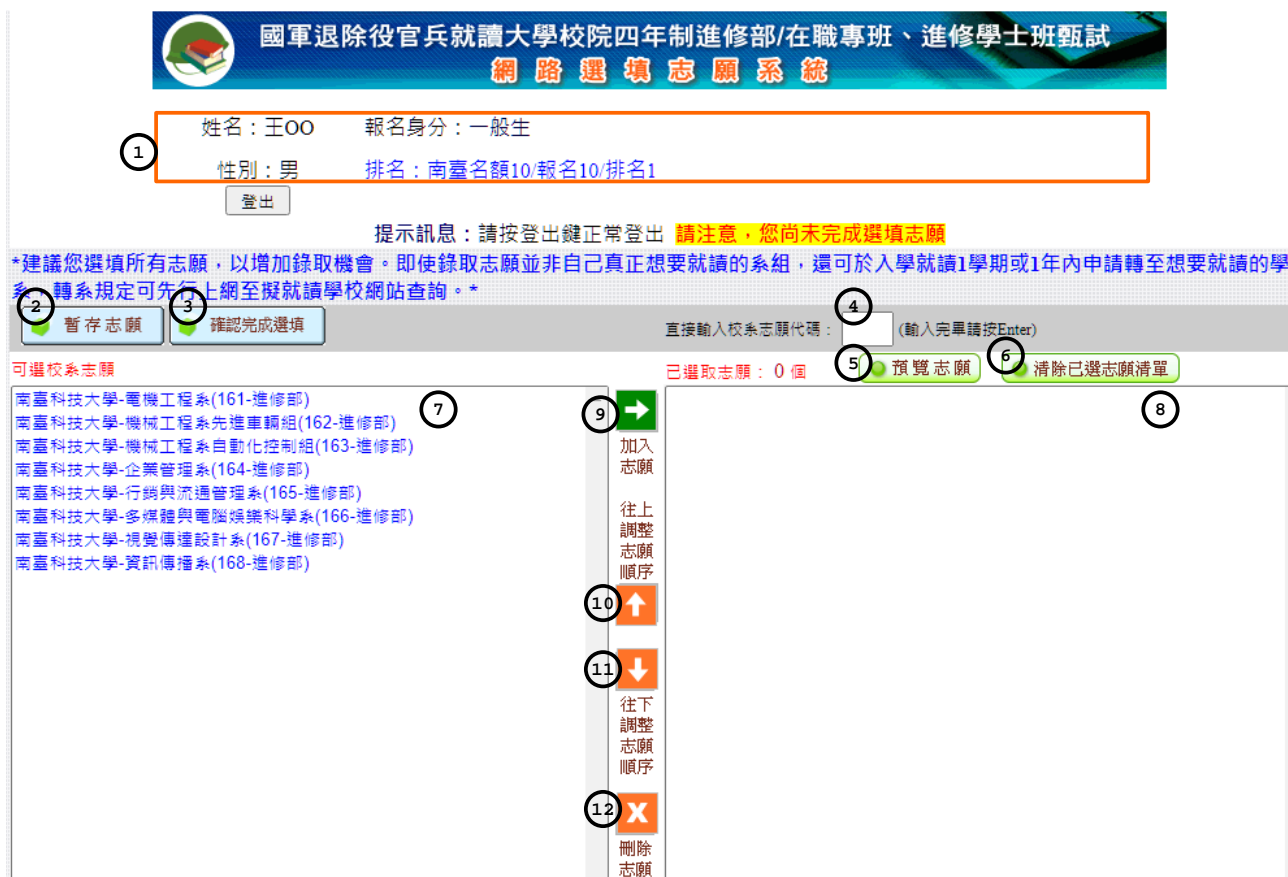 國軍退除役官兵就讀大學校院四年制進修部/在職專班、進修學士班甄試
網路選填志願系統
姓名：王OO 報名身分：一般生
1
性別：男 排名：南臺名額10/報名10/排名1
登出
提示訊息：請按登出鍵正常登出 請注意，您尚未完成選填志願
*建議您選填所有志願，以增加錄取機會。即使錄取志願並非自己真正想要就讀的系組，還可於入學就讀1學期或1年內申請轉至想要就讀的學
系，轉系規定可先行上網至擬就讀學校網站查詢。*
2 3 4
暫存志願 確認完成選填 直接輸入校系志願代碼： (輸入完畢請按Enter)
可選校系志願 已選取志願： 0 個 5 預覽志願 6 清除已選志願清單
南臺科技大學-電機工程系(161-進修部)
南臺科技大學-機械工程系先進車輛組(162-進修部)
南臺科技大學-機械工程系自動化控制組(163-進修部)
南臺科技大學-企業管理系(164-進修部)
南臺科技大學-行銷與流通管理系(165-進修部)
南臺科技大學-多媒體與電腦娛樂科學系(166-進修部)
南臺科技大學-視覺傳達設計系(167-進修部)
南臺科技大學-資訊傳播系(168-進修部)
7
9
加入
志願
往上
調整
志願
順序
10
11
往下
調整
志願
順序
12
刪除
志願
8